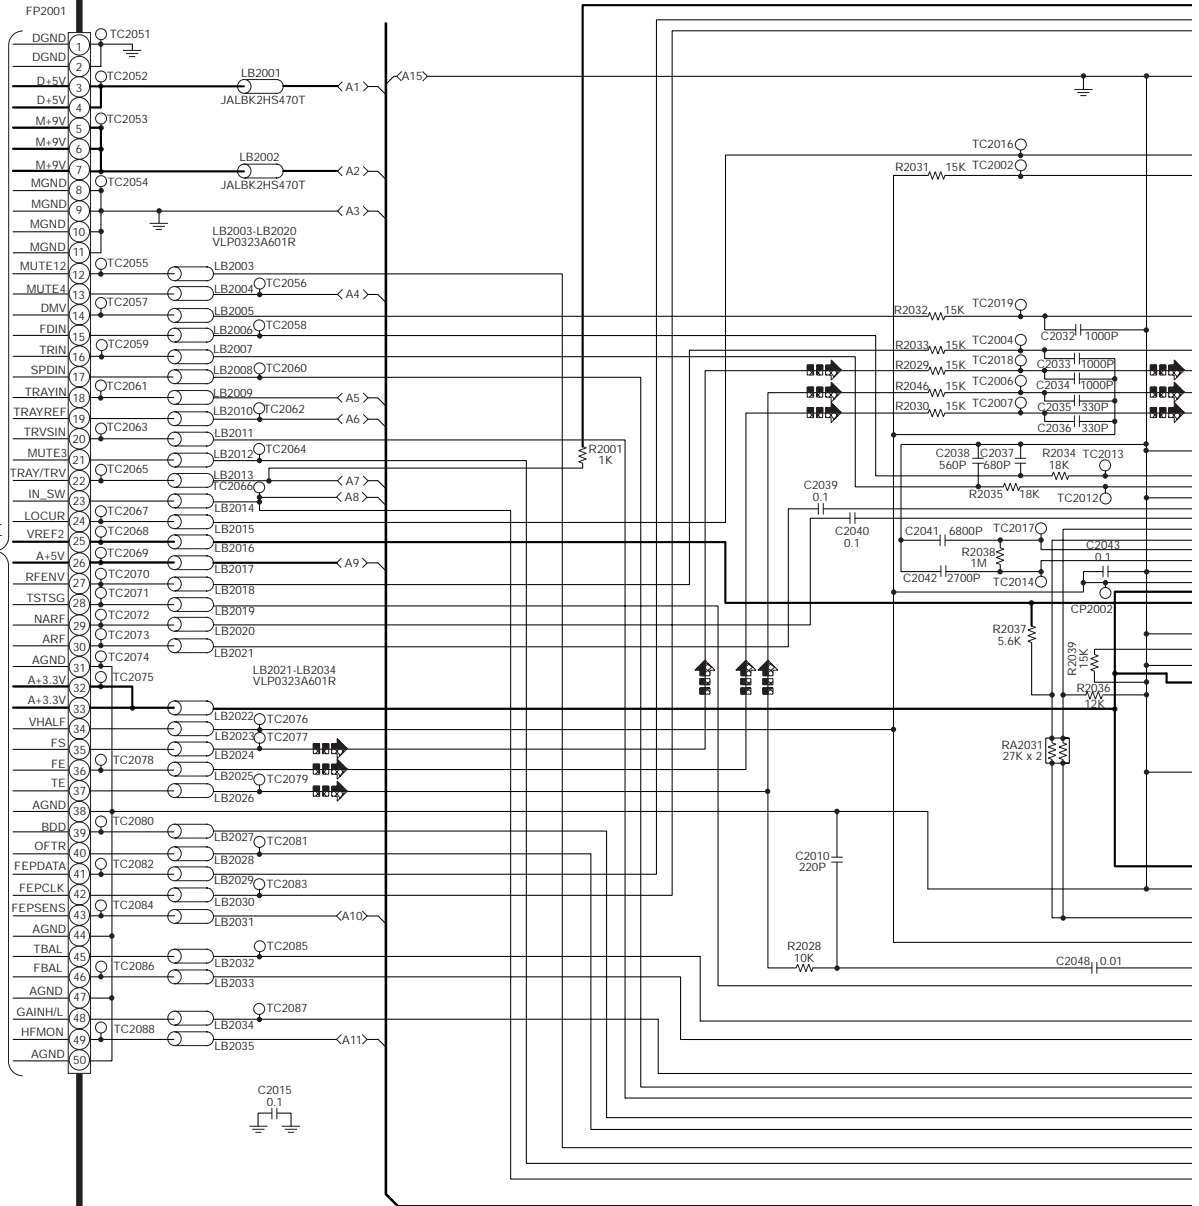 FP2001
DGND 1 TC2051
DGND 2
D+5V 3 TC2052 LB2001 JALBK2HS470T A1 A15
D+5V 4
M+9V 5 TC2053
M+9V 6
M+9V 7 LB2002 JALBK2HS470T A2
MGND 8 TC2054
MGND 9 A3
MGND 10
MGND 11
LB2003-LB2020
VLP0323A601R
MUTE12 12 TC2055 LB2003
MUTE4 13 LB2004 TC2056 A4
DMV 14 TC2057 LB2005
FDIN 15 LB2006 TC2058
TRIN 16 TC2059 LB2007
SPDIN 17 LB2008 TC2060
TRAYIN 18 TC2061 LB2009 A5
TRAYREF 19 LB2010 TC2062 A6
TRVSIN 20 TC2063 LB2011
MUTE3 21 LB2012 TC2064
TRAY/TRV 22 TC2065 LB2013 A7
IN_SW 23 TC2066 LB2014 A8
LOCUR 24 TC2067 LB2015
VREF2 25 TC2068 LB2016
A+5V 26 TC2069 LB2017 A9
RFENV 27 TC2070 LB2018
TSTSG 28 TC2071 LB2019
NARF 29 TC2072 LB2020
ARF 30 TC2073 LB2021
AGND 31 TC2074
A+3.3V 32 TC2075
LB2021-LB2034
VLP0323A601R
A+3.3V 33 LB2022
VHALF 34 LB2023 TC2076
FS 35 LB2024 TC2077
FE 36 TC2078 LB2025
TE 37 LB2026 TC2079
AGND 38
BDD 39 TC2080 LB2027
OFTR 40 LB2028 TC2081
FEPDATA 41 TC2082 LB2029
FEPCLK 42 LB2030 TC2083
FEPSENS 43 TC2084 LB2031 A10
AGND 44
TBAL 45 LB2032 TC2085
FBAL 46 TC2086 LB2033
AGND 47
GAINH/L 48 LB2034 TC2087
HFMON 49 TC2088 LB2035 A11
AGND 50
C2015
0.1
R2001
1K
TC2016
R2031 15K TC2002
R2032 15K TC2019
C2032 1000P
R2033 15K TC2004
C2033 1000P
R2029 15K TC2018
C2034 1000P
R2046 15K TC2006
C2035 330P
R2030 15K TC2007
C2036 330P
C2038 560P
C2037 680P
R2034 18K
TC2013
R2035 18K
TC2012
C2039
0.1
C2040
0.1
C2041 6800P TC2017
R2038 1M
C2042 2700P TC2014
C2043
0.1
CP2002
R2037
5.6K
R2039
15K
R2036
12K
RA2031
27K x 2
C2010
220P
R2028
10K
C2048 0.01